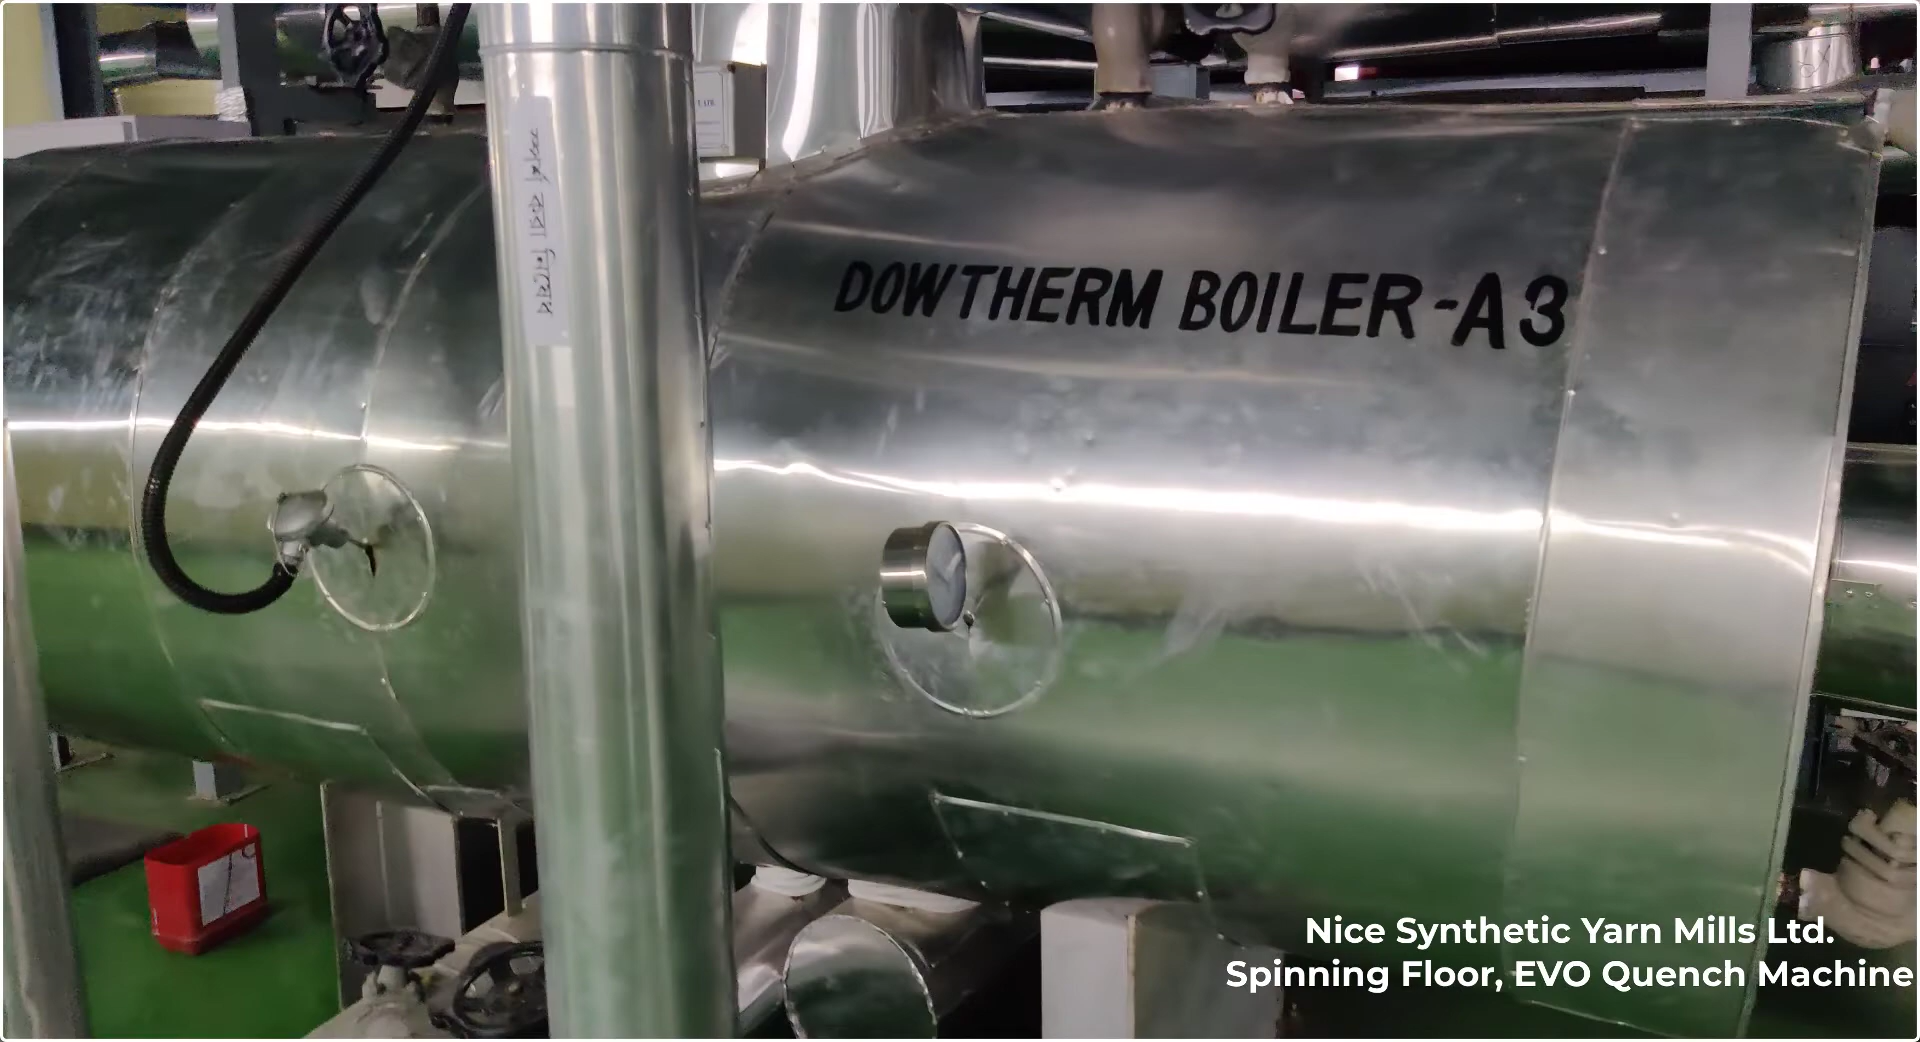 DOWTHERM BOILER-A3
Nice Synthetic Yarn Mills Ltd.
Spinning Floor, EVO Quench Machine